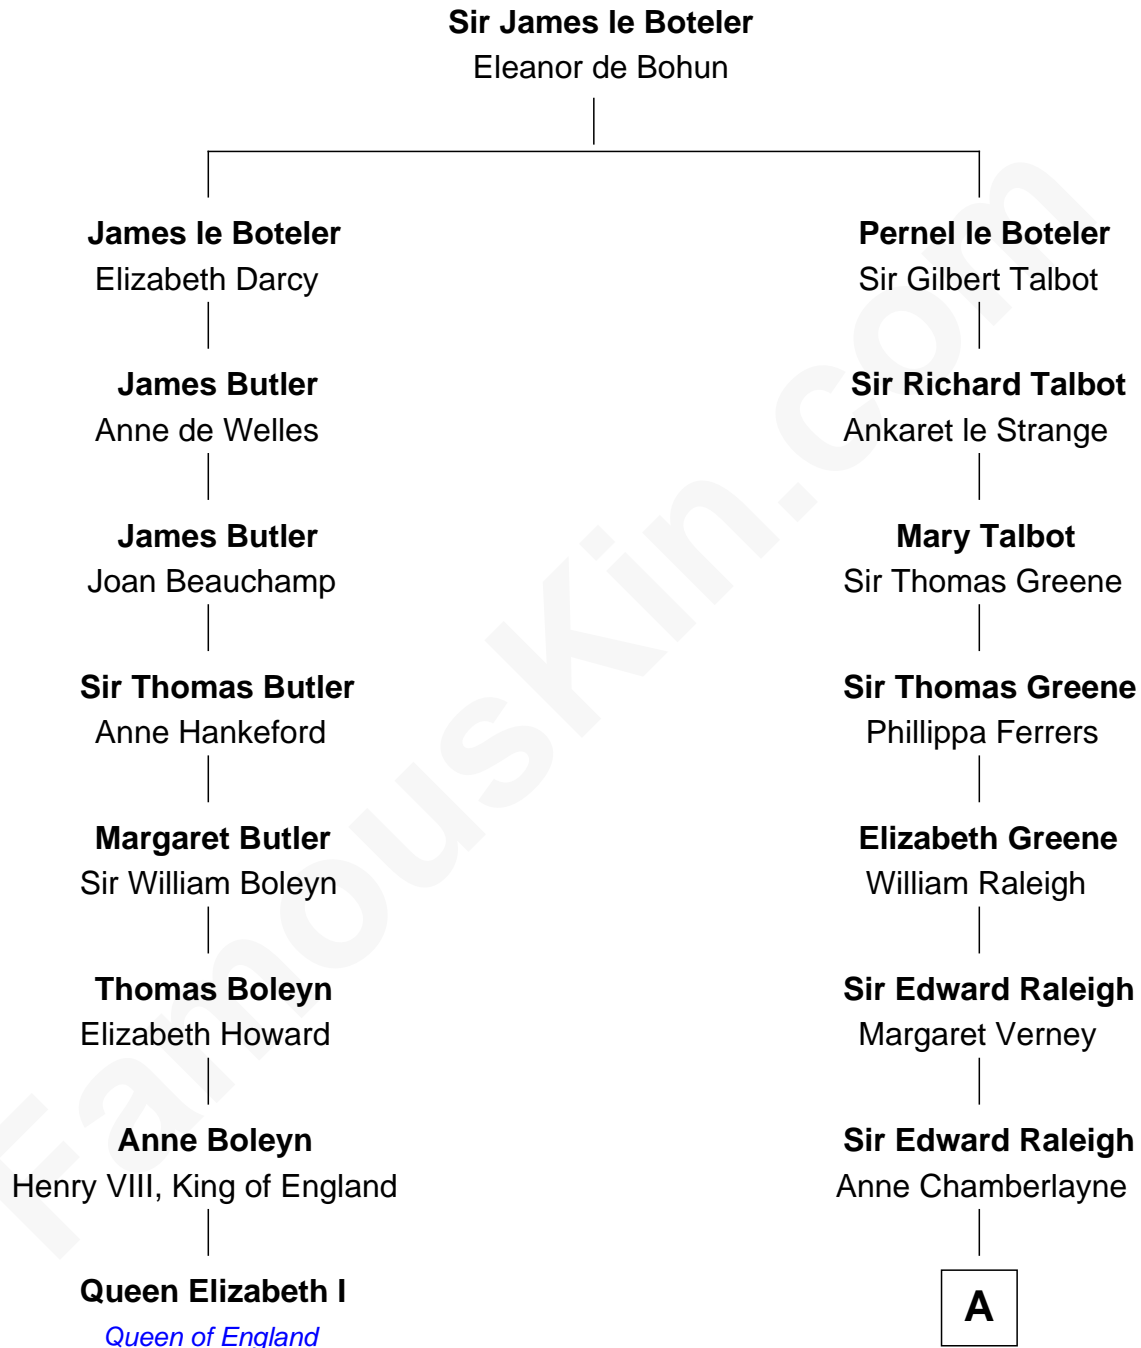 Sir James le Boteler
Eleanor de Bohun
James le Boteler
Elizabeth Darcy
Pernel le Boteler
Sir Gilbert Talbot
James Butler
Anne de Welles
Sir Richard Talbot
Ankaret le Strange
James Butler
Joan Beauchamp
Mary Talbot
Sir Thomas Greene
Sir Thomas Butler
Anne Hankeford
Sir Thomas Greene
Phillippa Ferrers
Margaret Butler
Sir William Boleyn
Elizabeth Greene
William Raleigh
Thomas Boleyn
Elizabeth Howard
Sir Edward Raleigh
Margaret Verney
Anne Boleyn
Henry VIII, King of England
Sir Edward Raleigh
Anne Chamberlayne
Queen Elizabeth I
Queen of England
A
FamousKin.com